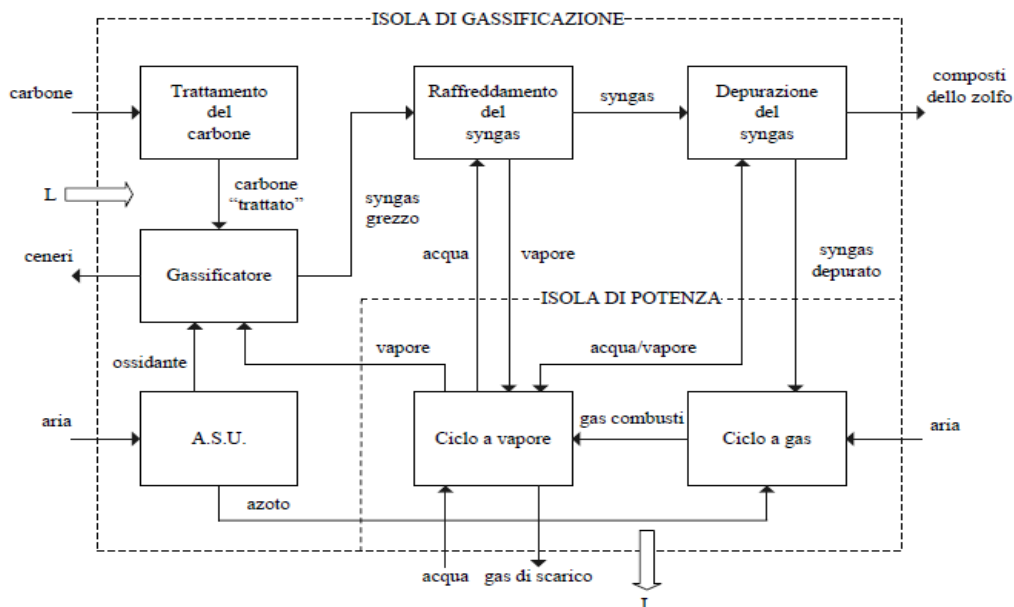 ISOLA DI GASSIFICAZIONE
carbone
Trattamento
del
carbone
Raffreddamento
del
syngas
syngas
Depurazione
del
syngas
composti
dello zolfo
L
carbone
“trattato”
syngas
grezzo
ceneri
Gassificatore
acqua
vapore
syngas
depurato
ISOLA DI POTENZA
ossidante
vapore
acqua/vapore
aria
A.S.U.
Ciclo a vapore
gas combusti
Ciclo a gas
aria
azoto
acqua
gas di scarico